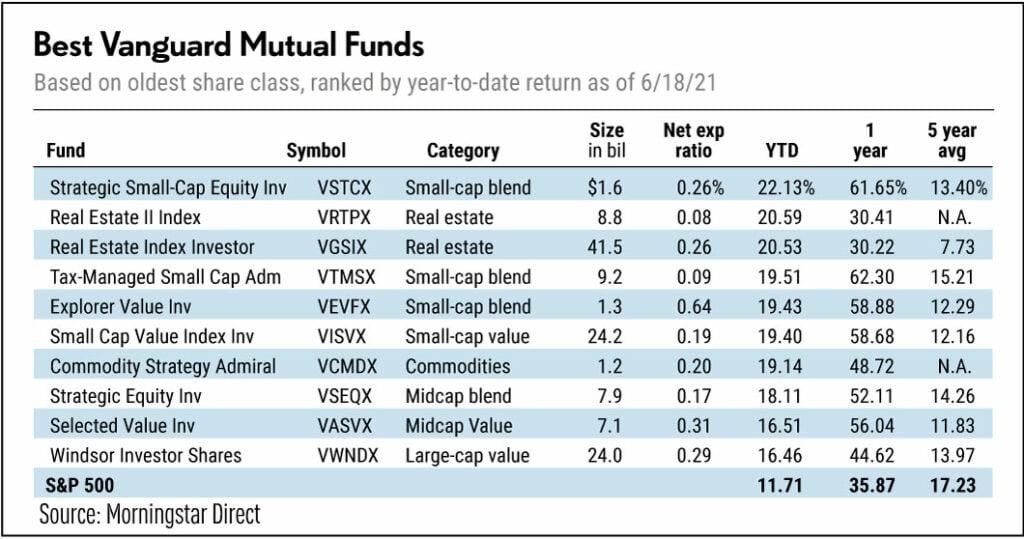 Best Vanguard Mutual Funds
Based on oldest share class, ranked by year-to-date return as of 6/18/21
Fund Symbol Category Size in bil Net exp ratio YTD 1 year 5 year avg
Strategic Small-Cap Equity Inv VSTCX Small-cap blend $1.6 0.26% 22.13% 61.65% 13.40%
Real Estate II Index VRTPX Real estate 8.8 0.08 20.59 30.41 N.A.
Real Estate Index Investor VGSIX Real estate 41.5 0.26 20.53 30.22 7.73
Tax-Managed Small Cap Adm VTMSX Small-cap blend 9.2 0.09 19.51 62.30 15.21
Explorer Value Inv VEVFX Small-cap blend 1.3 0.64 19.43 58.88 12.29
Small Cap Value Index Inv VISVX Small-cap value 24.2 0.19 19.40 58.68 12.16
Commodity Strategy Admiral VCMDX Commodities 1.2 0.20 19.14 48.72 N.A.
Strategic Equity Inv VSEQX Midcap blend 7.9 0.17 18.11 52.11 14.26
Selected Value Inv VASVX Midcap Value 7.1 0.31 16.51 56.04 11.83
Windsor Investor Shares VWNDX Large-cap value 24.0 0.29 16.46 44.62 13.97
S&P 500 11.71 35.87 17.23
Source: Morningstar Direct